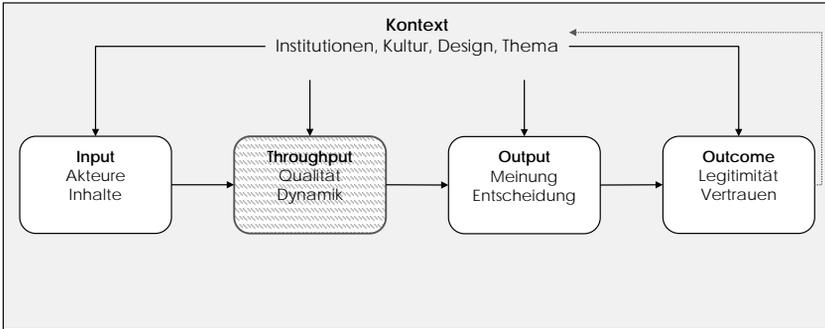 Kontext
Institutionen, Kultur, Design, Thema
Input
Akteure
Inhalte
Throughput
Qualität
Dynamik
Output
Meinung
Entscheidung
Outcome
Legitimität
Vertrauen